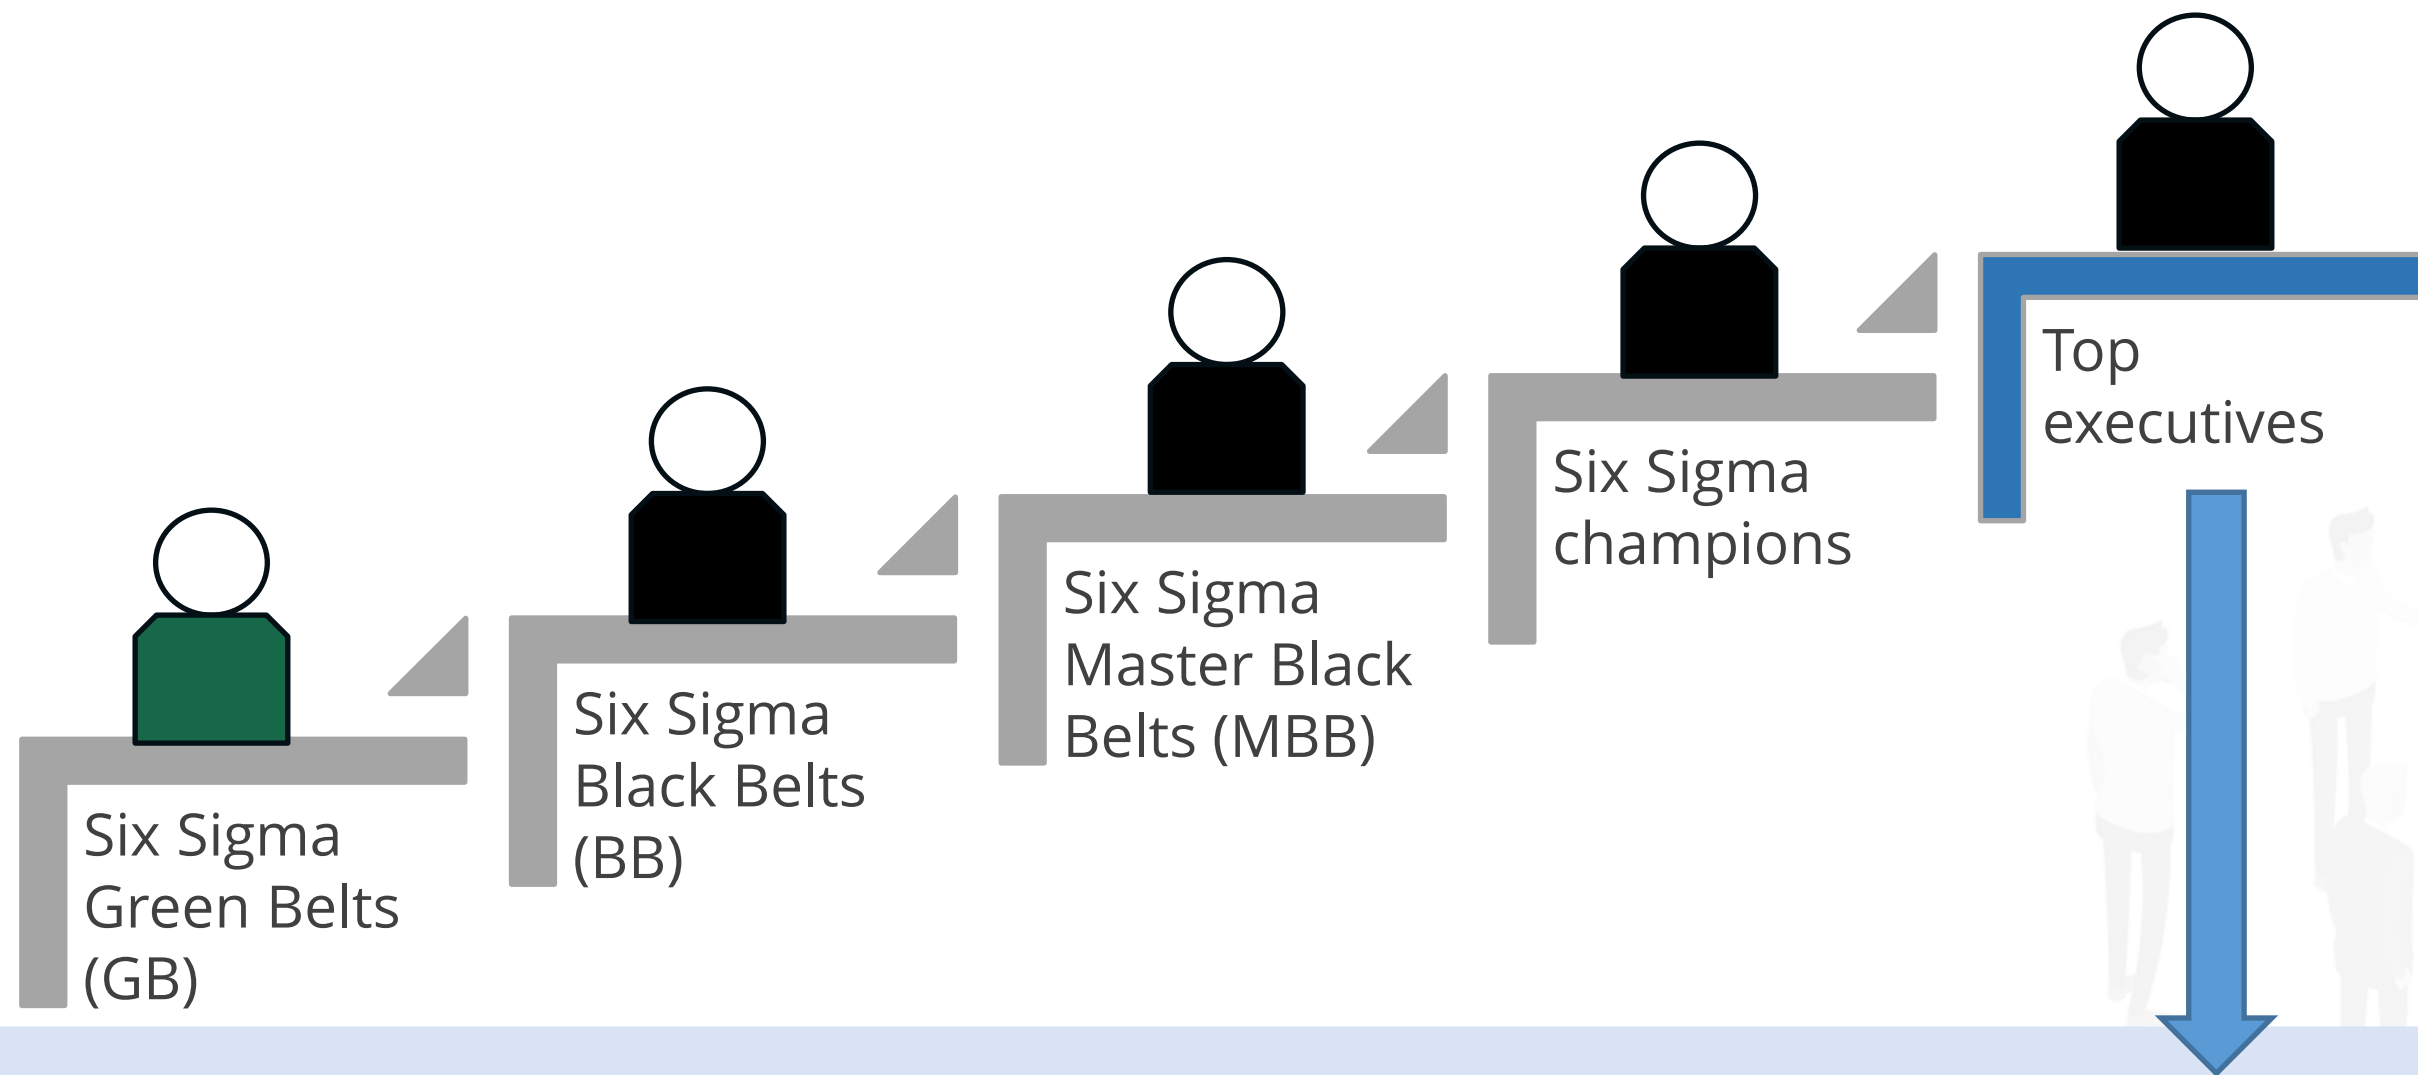 Six Sigma
Green Belts
(GB)
Six Sigma
Black Belts
(BB)
Six Sigma
Master Black
Belts (MBB)
Six Sigma
champions
Top
executives